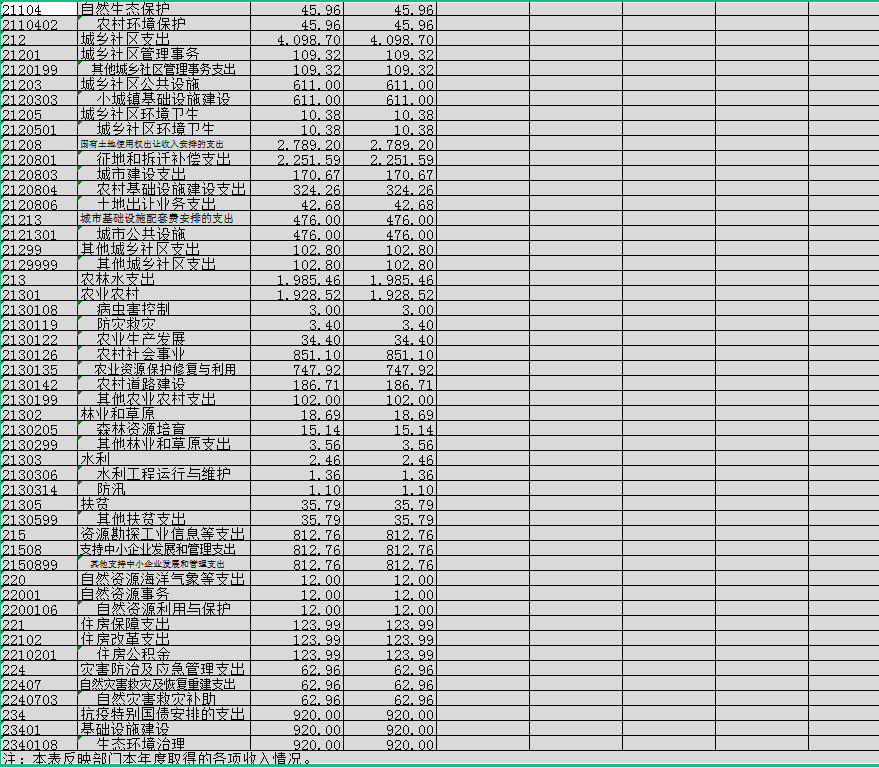 21104 自然生态保护 45.96 45.96
2110402 农村环境保护 45.96 45.96
212 城乡社区支出 4,098.70 4,098.70
21201 城乡社区管理事务 109.32 109.32
2120199 其他城乡社区管理事务支出 109.32 109.32
21203 城乡社区公共设施 611.00 611.00
2120303 小城镇基础设施建设 611.00 611.00
21205 城乡社区环境卫生 10.38 10.38
2120501 城乡社区环境卫生 10.38 10.38
21208 国有土地使用权出让收入安排的支出 2,789.20 2,789.20
2120801 征地和拆迁补偿支出 2,251.59 2,251.59
2120803 城市建设支出 170.67 170.67
2120804 农村基础设施建设支出 324.26 324.26
2120806 土地出让业务支出 42.68 42.68
21213 城市基础设施配套费安排的支出 476.00 476.00
2121301 城市公共设施 476.00 476.00
21299 其他城乡社区支出 102.80 102.80
2129999 其他城乡社区支出 102.80 102.80
213 农林水支出 1,985.46 1,985.46
21301 农业农村 1,928.52 1,928.52
2130108 病虫害控制 3.00 3.00
2130119 防灾救灾 3.40 3.40
2130122 农业生产发展 34.40 34.40
2130126 农村社会事业 851.10 851.10
2130135 农业资源保护修复与利用 747.92 747.92
2130142 农村道路建设 186.71 186.71
2130199 其他农业农村支出 102.00 102.00
21302 林业和草原 18.69 18.69
2130205 森林资源培育 15.14 15.14
2130299 其他林业和草原支出 3.56 3.56
21303 水利 2.46 2.46
2130306 水利工程运行与维护 1.36 1.36
2130314 防汛 1.10 1.10
21305 扶贫 35.79 35.79
2130599 其他扶贫支出 35.79 35.79
215 资源勘探工业信息等支出 812.76 812.76
21508 支持中小企业发展和管理支出 812.76 812.76
2150899 其他支持中小企业发展和管理支出 812.76 812.76
220 自然资源海洋气象等支出 12.00 12.00
22001 自然资源事务 12.00 12.00
2200106 自然资源利用与保护 12.00 12.00
221 住房保障支出 123.99 123.99
22102 住房改革支出 123.99 123.99
2210201 住房公积金 123.99 123.99
224 灾害防治及应急管理支出 62.96 62.96
22407 自然灾害救灾及恢复重建支出 62.96 62.96
2240703 自然灾害救灾补助 62.96 62.96
234 抗疫特别国债安排的支出 920.00 920.00
23401 基础设施建设 920.00 920.00
2340108 生态环境治理 920.00 920.00
注：本表反映部门本年度取得的各项收入情况。